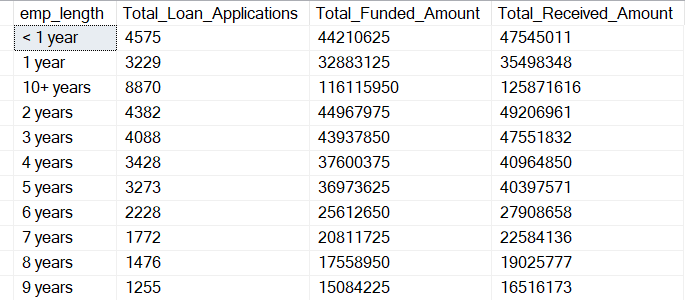 emp_length Total_Loan_Applications Total_Funded_Amount Total_Received_Amount
< 1 year 4575 44210625 47545011
1 year 3229 32883125 35498348
10+ years 8870 116115950 125871616
2 years 4382 44967975 49206961
3 years 4088 43937850 47551832
4 years 3428 37600375 40964850
5 years 3273 36973625 40397571
6 years 2228 25612650 27908658
7 years 1772 20811725 22584136
8 years 1476 17558950 19025777
9 years 1255 15084225 16516173